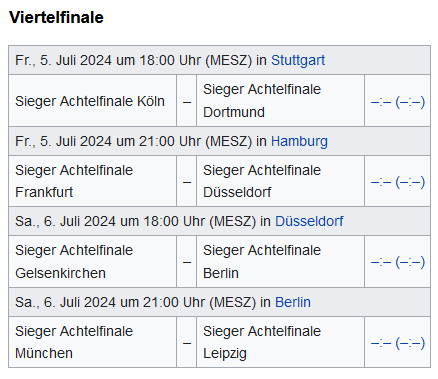 Viertelfinale
Fr., 5. Juli 2024 um 18:00 Uhr (MESZ) in Stuttgart
Sieger Achtelfinale Köln – Sieger Achtelfinale Dortmund –:– (–:–)
Fr., 5. Juli 2024 um 21:00 Uhr (MESZ) in Hamburg
Sieger Achtelfinale Frankfurt – Sieger Achtelfinale Düsseldorf –:– (–:–)
Sa., 6. Juli 2024 um 18:00 Uhr (MESZ) in Düsseldorf
Sieger Achtelfinale Gelsenkirchen – Sieger Achtelfinale Berlin –:– (–:–)
Sa., 6. Juli 2024 um 21:00 Uhr (MESZ) in Berlin
Sieger Achtelfinale München – Sieger Achtelfinale Leipzig –:– (–:–)